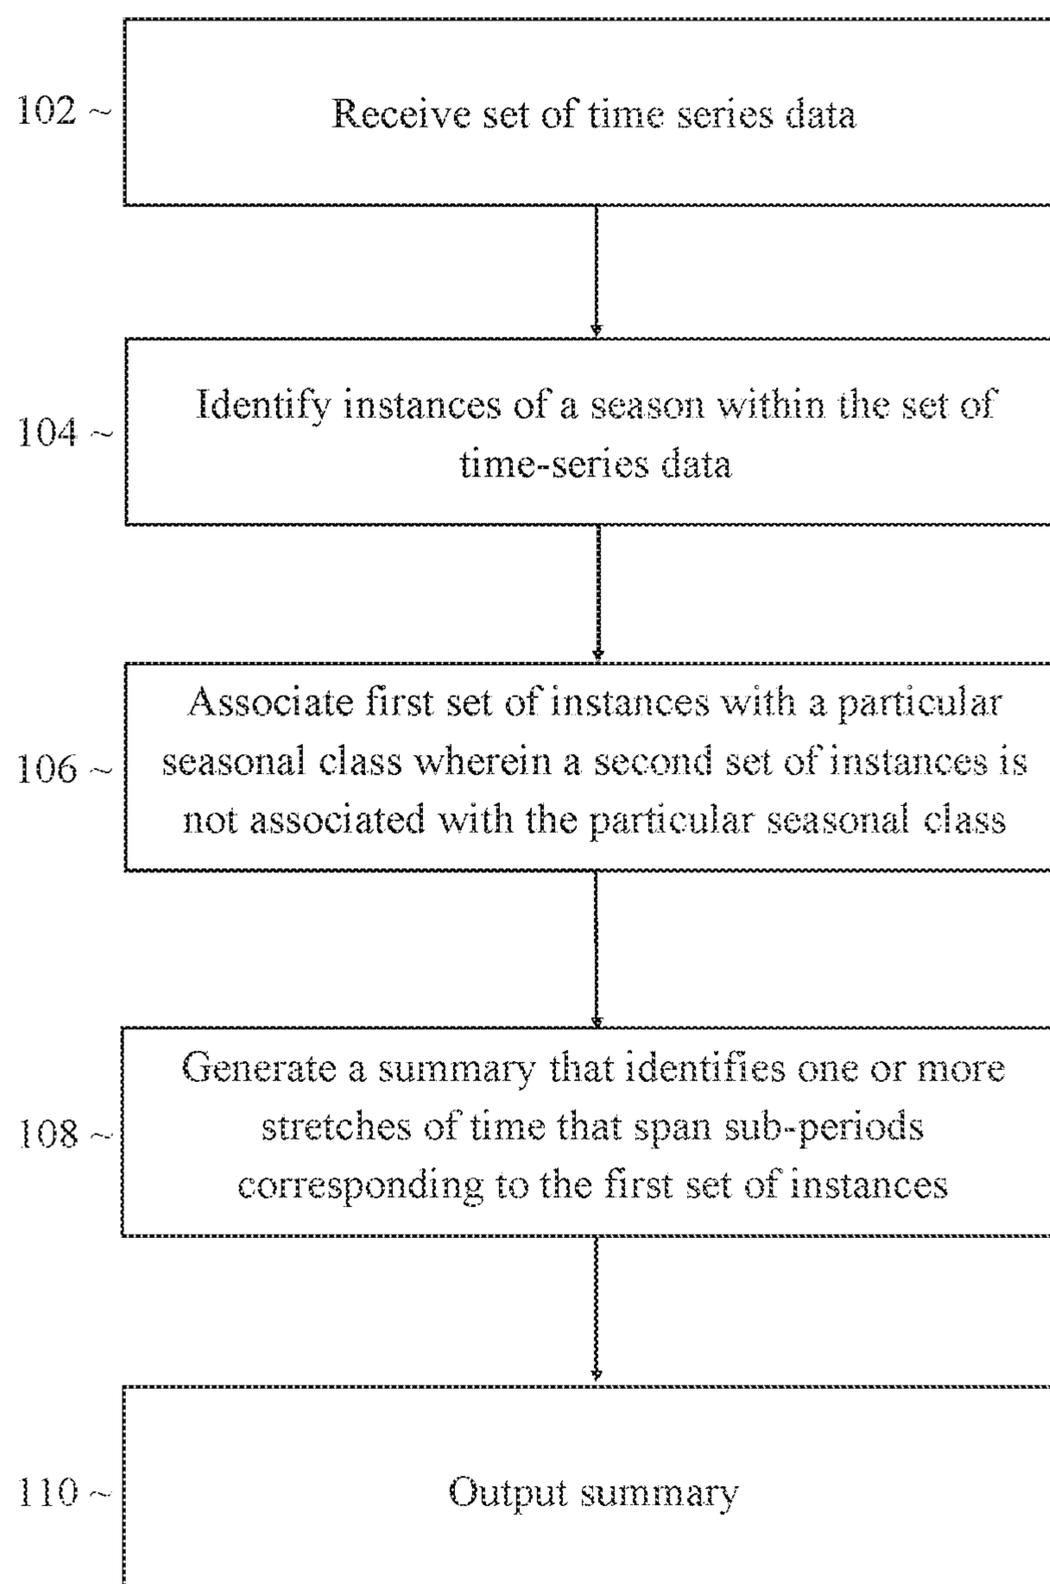 102 ~ Receive set of time series data
104 ~ Identify instances of a season within the set of
time-series data
Associate first set of instances with a particular
106 ~ seasonal class wherein a second set of instances is
not associated with the particular seasonal class
Generate a summary that identifies one or more
108 ~ stretches of time that span sub-periods
corresponding to the first set of instances
110 ~ Output summary